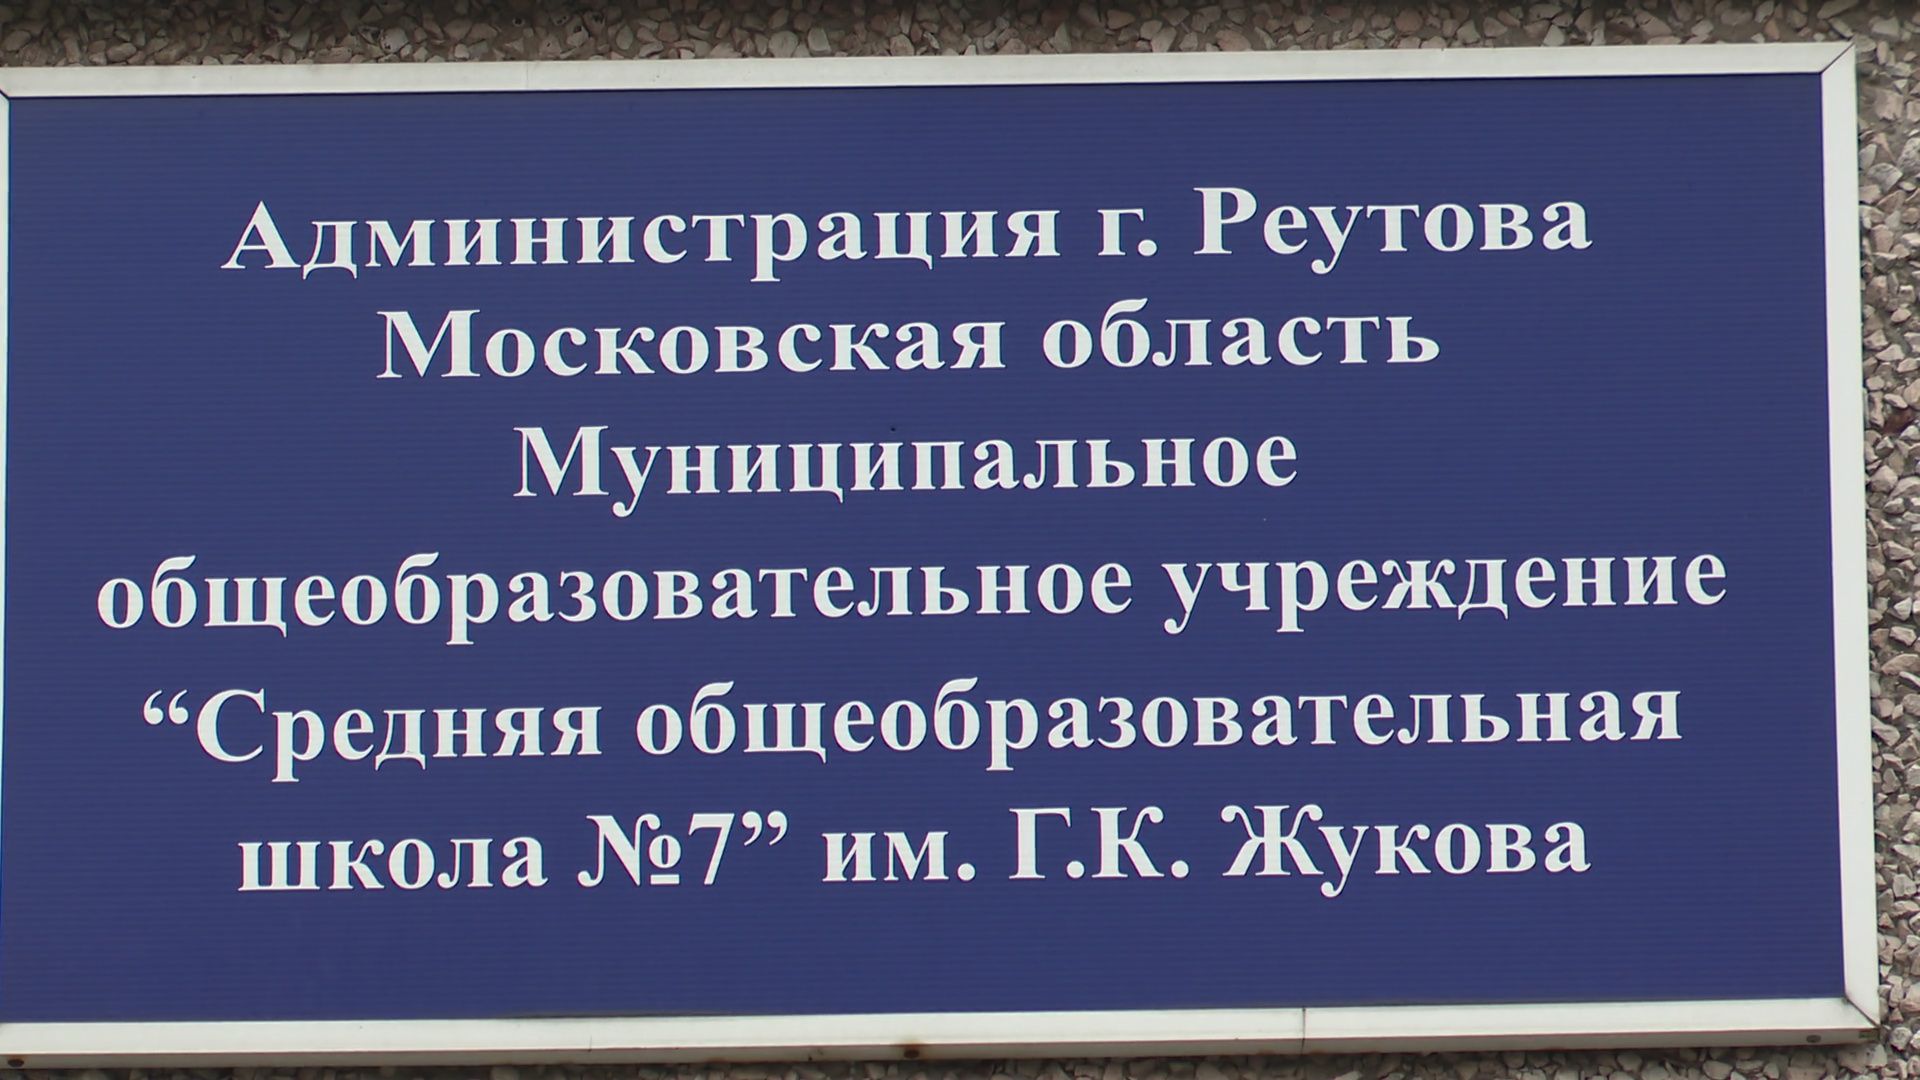 Администрация г. Реутова
Московская область
Муниципальное
общеобразовательное учреждение
“Средняя общеобразовательная
школа №7” им. Г.К. Жукова